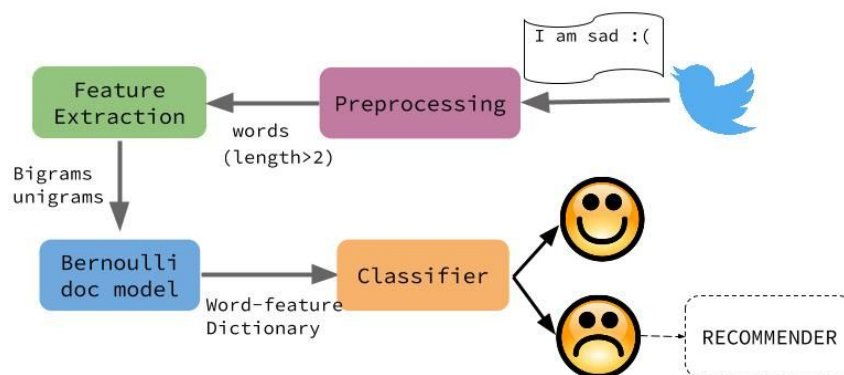 I am sad :(
Preprocessing
words
(length>2)
Feature
Extraction
Bigrams
unigrams
Bernoulli
doc model
Word-feature
Dictionary
Classifier
RECOMMENDER